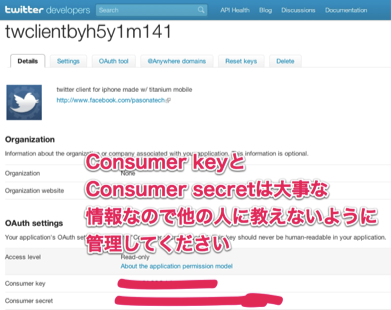 twitter developers Search API Health Blog Discussions Documentation
twclientbyh5y1m141
Details Settings OAuth tool @Anywhere domains Reset keys Delete
twitter client for iphone made w/ titanium mobile
http://www.facebook.com/pasonatech
Organization
Information about the organization or company associated with your application. This information is optional.
Organization None
Organization website
Consumer keyと
Consumer secretは大事な
情報なので他の人に教えないように
管理してください
OAuth settings
Your application's OAuth set should never be human-readable in your application.
Access level Read-only
About the application permission model
Consumer key
Consumer secret